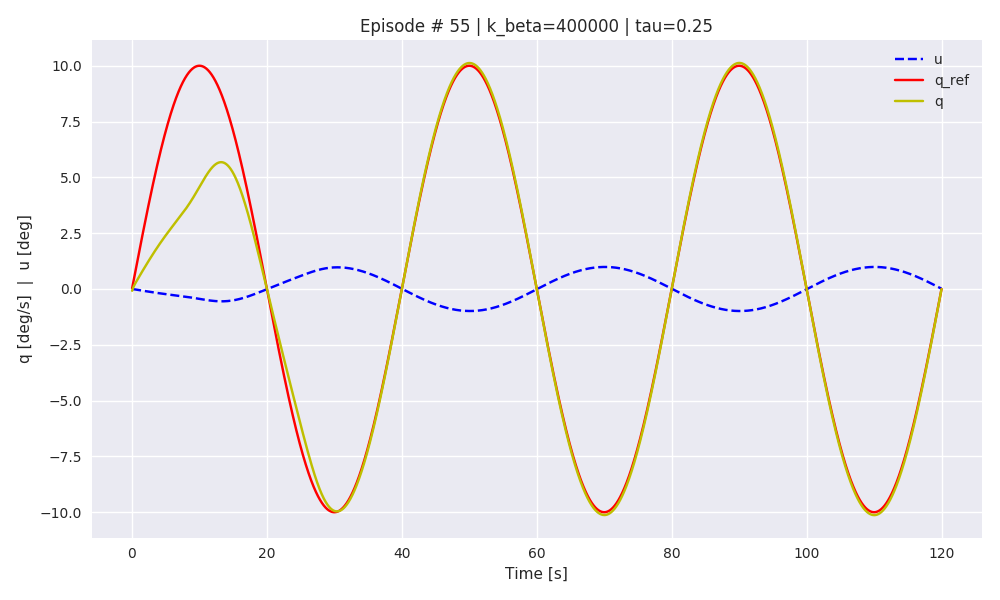 Episode # 55 | k_beta=400000 | tau=0.25
u
q_ref
q
10.0
7.5
5.0
2.5
0.0
−2.5
−5.0
−7.5
−10.0
q [deg/s] | u [deg]
0 20 40 60 80 100 120
Time [s]